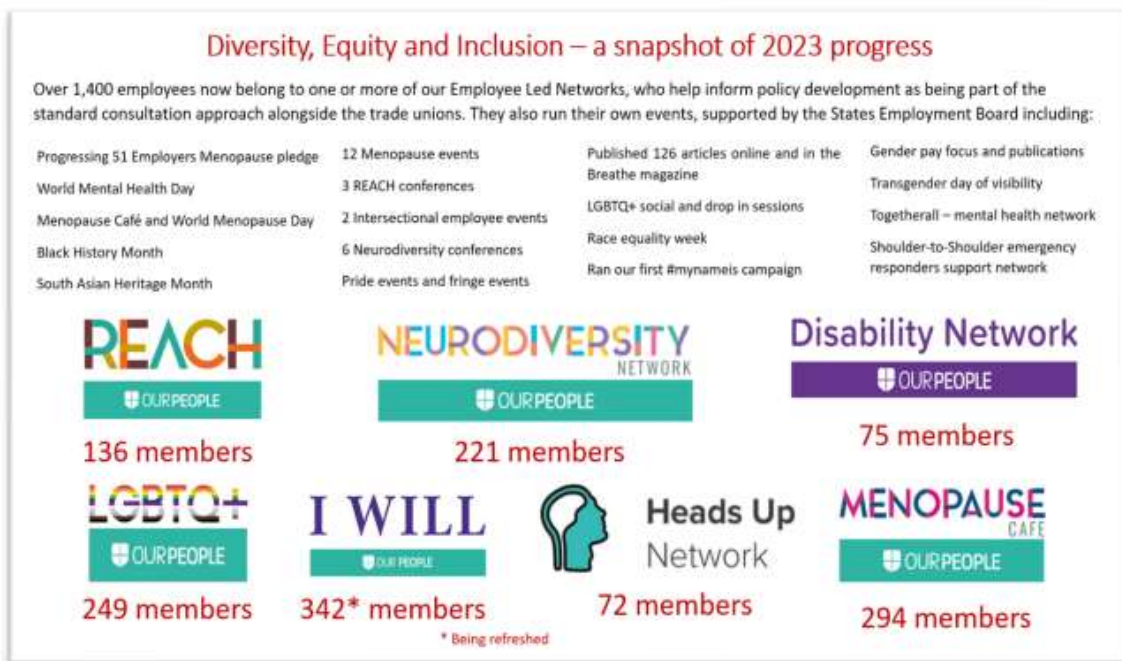 Diversity, Equity and Inclusion – a snapshot of 2023 progress
Over 1,400 employees now belong to one or more of our Employee Led Networks, who help inform policy development as being part of the
standard consultation approach alongside the trade unions. They also run their own events, supported by the States Employment Board including:
Progressing 51 Employers Menopause pledge
World Mental Health Day
Menopause Café and World Menopause Day
Black History Month
South Asian Heritage Month
12 Menopause events
3 REACH conferences
2 Intersectional employee events
6 Neurodiversity conferences
Pride events and fringe events
Published 126 articles online and in the
Breathe magazine
LGBTQ+ social and drop in sessions
Race equality week
Ran our first #mynameis campaign
Gender pay focus and publications
Transgender day of visibility
Togetherall – mental health network
Shoulder-to-Shoulder emergency
responders support network
REACH
OURPEOPLE
136 members
NEURODIVERSITY
NETWORK
OURPEOPLE
221 members
Disability Network
OURPEOPLE
75 members
LGBTQ+
OURPEOPLE
249 members
I WILL
OUR PEOPLE
342* members
* Being refreshed
Heads Up
Network
72 members
MENOPAUSE
CAFE
OURPEOPLE
294 members